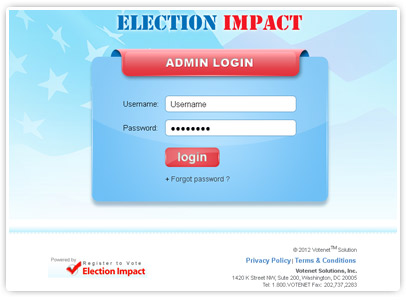 ELECTION IMPACT
ADMIN LOGIN
Username: Username
Password: ••••••••
login
+ Forgot password ?
© 2012 Votenet™ Solution
Privacy Policy | Terms & Conditions
Votenet Solutions, Inc.
1420 K Street NW, Suite 200, Washington, DC 20005
Tel: 1.800.VOTENET Fax: 202,737,2283
Powered by
Register to Vote
Election Impact